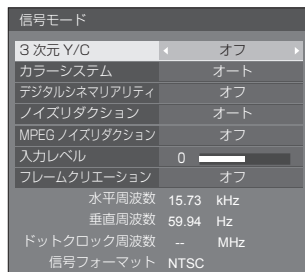 信号モード
3 次元 Y/C オフ
カラーシステム オート
デジタルシネマリアリティ オフ
ノイズリダクション オート
MPEG ノイズリダクション オフ
入力レベル 0
フレームクリエーション オフ
水平周波数 15.73 kHz
垂直周波数 59.94 Hz
ドットクロック周波数 -- MHz
信号フォーマット NTSC